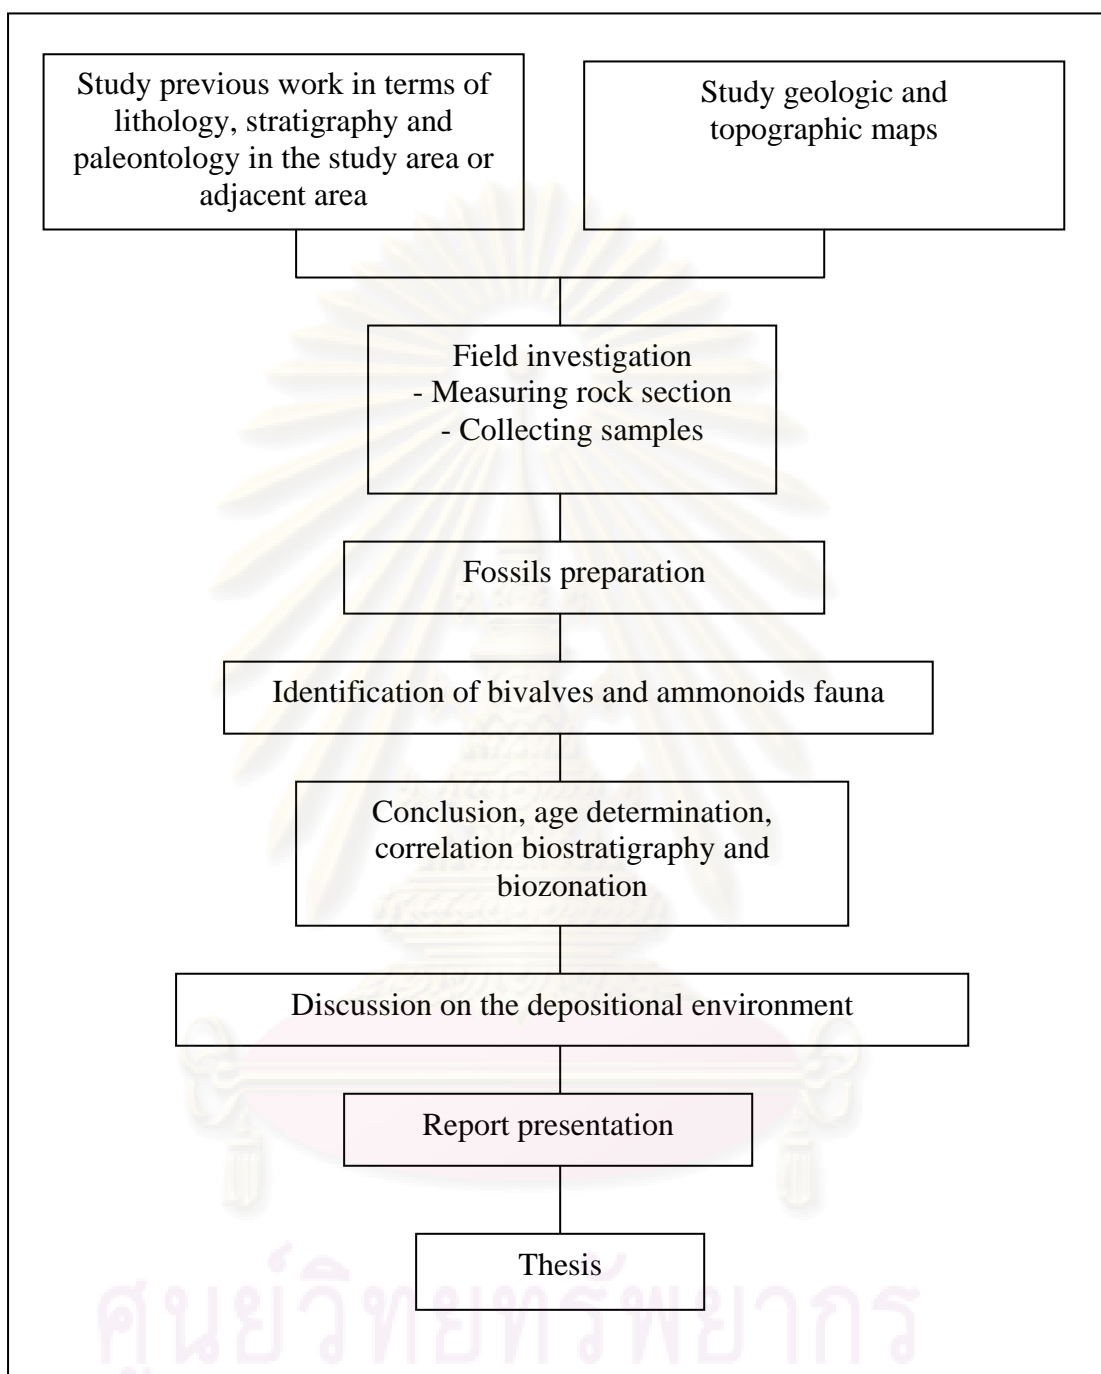 Study previous work in terms of
lithology, stratigraphy and
paleontology in the study area or
adjacent area
Study geologic and
topographic maps
Field investigation
- Measuring rock section
- Collecting samples
Fossils preparation
Identification of bivalves and ammonoids fauna
Conclusion, age determination,
correlation biostratigraphy and
biozonation
Discussion on the depositional environment
Report presentation
Thesis
ศูนย์วิทยทรัพยากร